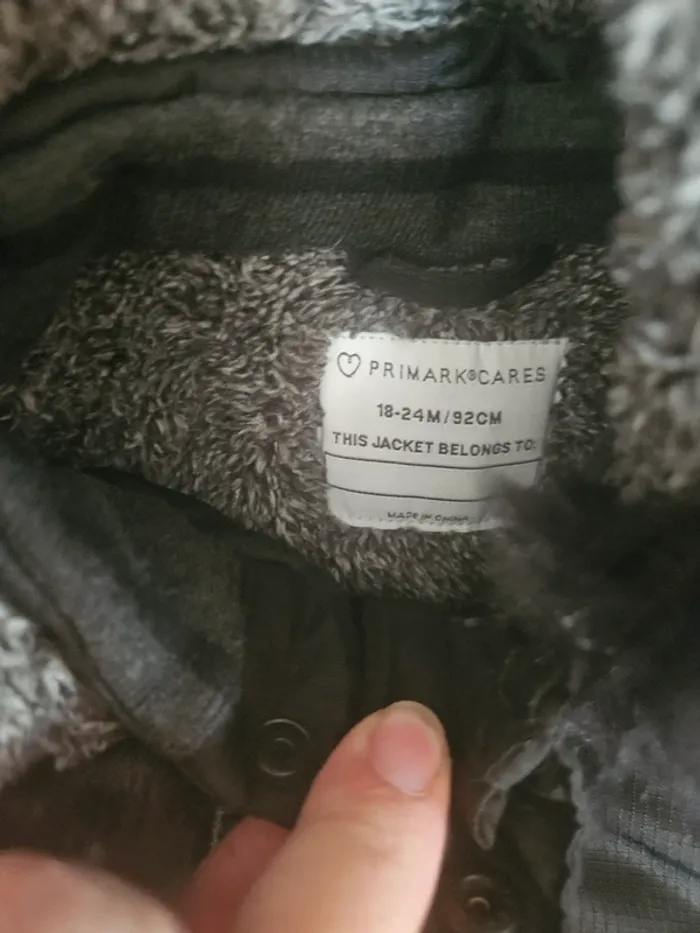 PRIMARK®CARES
18-24M/92CM
THIS JACKET BELONGS TO:
MADE IN CHINA